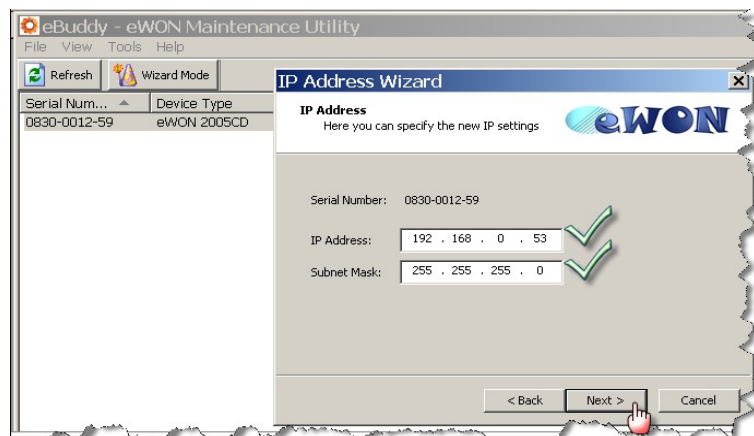 eBuddy - eWON Maintenance Utility
File View Tools Help
Refresh Wizard Mode
Serial Num... Device Type
0830-0012-59 eWON 2005CD
IP Address Wizard
IP Address
Here you can specify the new IP settings
eWON
Serial Number: 0830-0012-59
IP Address: 192 . 168 . 0 . 53
Subnet Mask: 255 . 255 . 255 . 0
< Back Next > Cancel